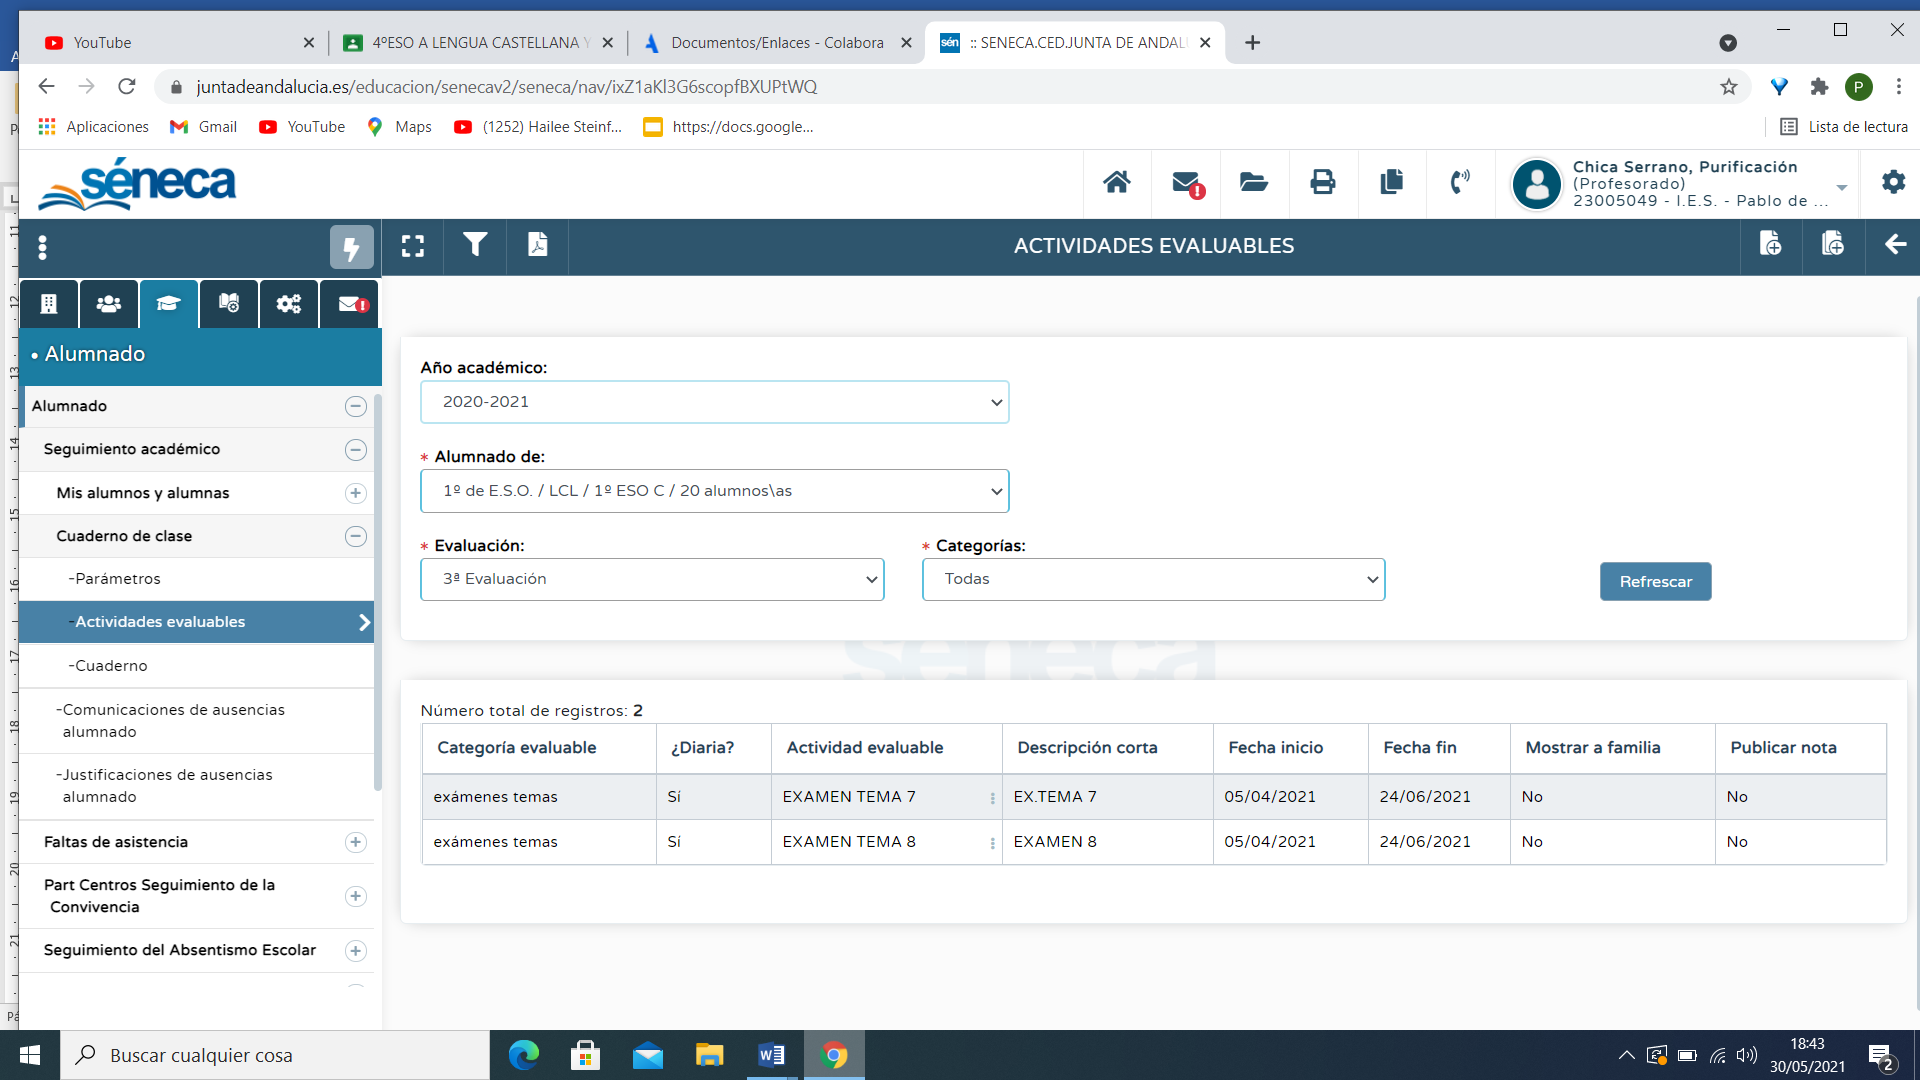 YouTube
4ºESO A LENGUA CASTELLANA Y
Documentos/Enlaces - Colabora
sén :: SENECA.CED.JUNTA DE ANDAL
juntadeandalucia.es/educacion/senecav2/seneca/nav/ixZ1aKl3G6scopfBXUPtWQ
P
Aplicaciones
Gmail
YouTube
Maps
(1252) Hailee Steinf...
https://docs.google...
Lista de lectura
séneca
Chica Serrano, Purificación
(Profesorado)
23005049 - I.E.S. - Pablo de ...
ACTIVIDADES EVALUABLES
• Alumnado
Alumnado
Seguimiento académico
Mis alumnos y alumnas
Cuaderno de clase
-Parámetros
-Actividades evaluables
-Cuaderno
-Comunicaciones de ausencias
alumnado
-Justificaciones de ausencias
alumnado
Faltas de asistencia
Part Centros Seguimiento de la
Convivencia
Seguimiento del Absentismo Escolar
Año académico:
2020-2021
* Alumnado de:
1º de E.S.O. / LCL / 1º ESO C / 20 alumnos\as
* Evaluación: * Categorías:
3ª Evaluación Todas Refrescar
séneca
Número total de registros: 2
Categoría evaluable ¿Diaria? Actividad evaluable Descripción corta Fecha inicio Fecha fin Mostrar a familia Publicar nota
exámenes temas Sí EXAMEN TEMA 7 EX.TEMA 7 05/04/2021 24/06/2021 No No
exámenes temas Sí EXAMEN TEMA 8 EXAMEN 8 05/04/2021 24/06/2021 No No
Buscar cualquier cosa
18:43
30/05/2021
2